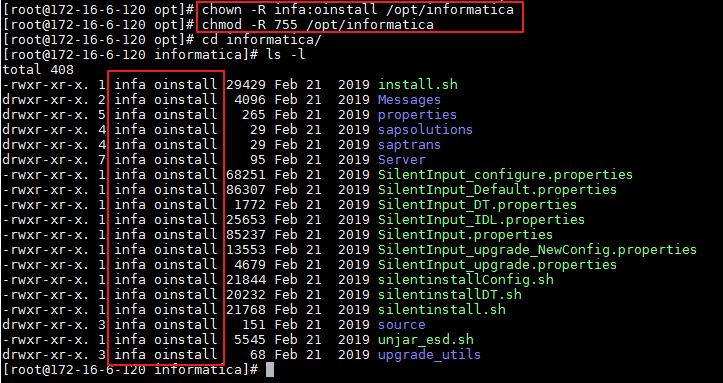 [root@172-16-6-120 opt]# chown -R infa:oinstall /opt/informatica
[root@172-16-6-120 opt]# chmod -R 755 /opt/informatica
[root@172-16-6-120 opt]# cd informatica/
[root@172-16-6-120 informatica]# ls -l
total 408
-rwxr-xr-x. 1 infa oinstall 29429 Feb 21  2019 install.sh
drwxr-xr-x. 2 infa oinstall  4096 Feb 21  2019 Messages
drwxr-xr-x. 5 infa oinstall   265 Feb 21  2019 properties
drwxr-xr-x. 4 infa oinstall    29 Feb 21  2019 sapsolutions
drwxr-xr-x. 4 infa oinstall    29 Feb 21  2019 saptrans
drwxr-xr-x. 7 infa oinstall    95 Feb 21  2019 Server
-rwxr-xr-x. 1 infa oinstall 68251 Feb 21  2019 SilentInput_configure.properties
-rwxr-xr-x. 1 infa oinstall 86307 Feb 21  2019 SilentInput_Default.properties
-rwxr-xr-x. 1 infa oinstall  1772 Feb 21  2019 SilentInput_DT.properties
-rwxr-xr-x. 1 infa oinstall 25653 Feb 21  2019 SilentInput_IDL.properties
-rwxr-xr-x. 1 infa oinstall 85237 Feb 21  2019 SilentInput.properties
-rwxr-xr-x. 1 infa oinstall 13553 Feb 21  2019 SilentInput_upgrade_NewConfig.properties
-rwxr-xr-x. 1 infa oinstall  4679 Feb 21  2019 SilentInput_upgrade.properties
-rwxr-xr-x. 1 infa oinstall 21844 Feb 21  2019 silentinstallConfig.sh
-rwxr-xr-x. 1 infa oinstall 20232 Feb 21  2019 silentinstallDT.sh
-rwxr-xr-x. 1 infa oinstall 21768 Feb 21  2019 silentinstall.sh
drwxr-xr-x. 3 infa oinstall   151 Feb 21  2019 source
-rwxr-xr-x. 1 infa oinstall  5545 Feb 21  2019 unjar_esd.sh
drwxr-xr-x. 3 infa oinstall    68 Feb 21  2019 upgrade_utils
[root@172-16-6-120 informatica]#